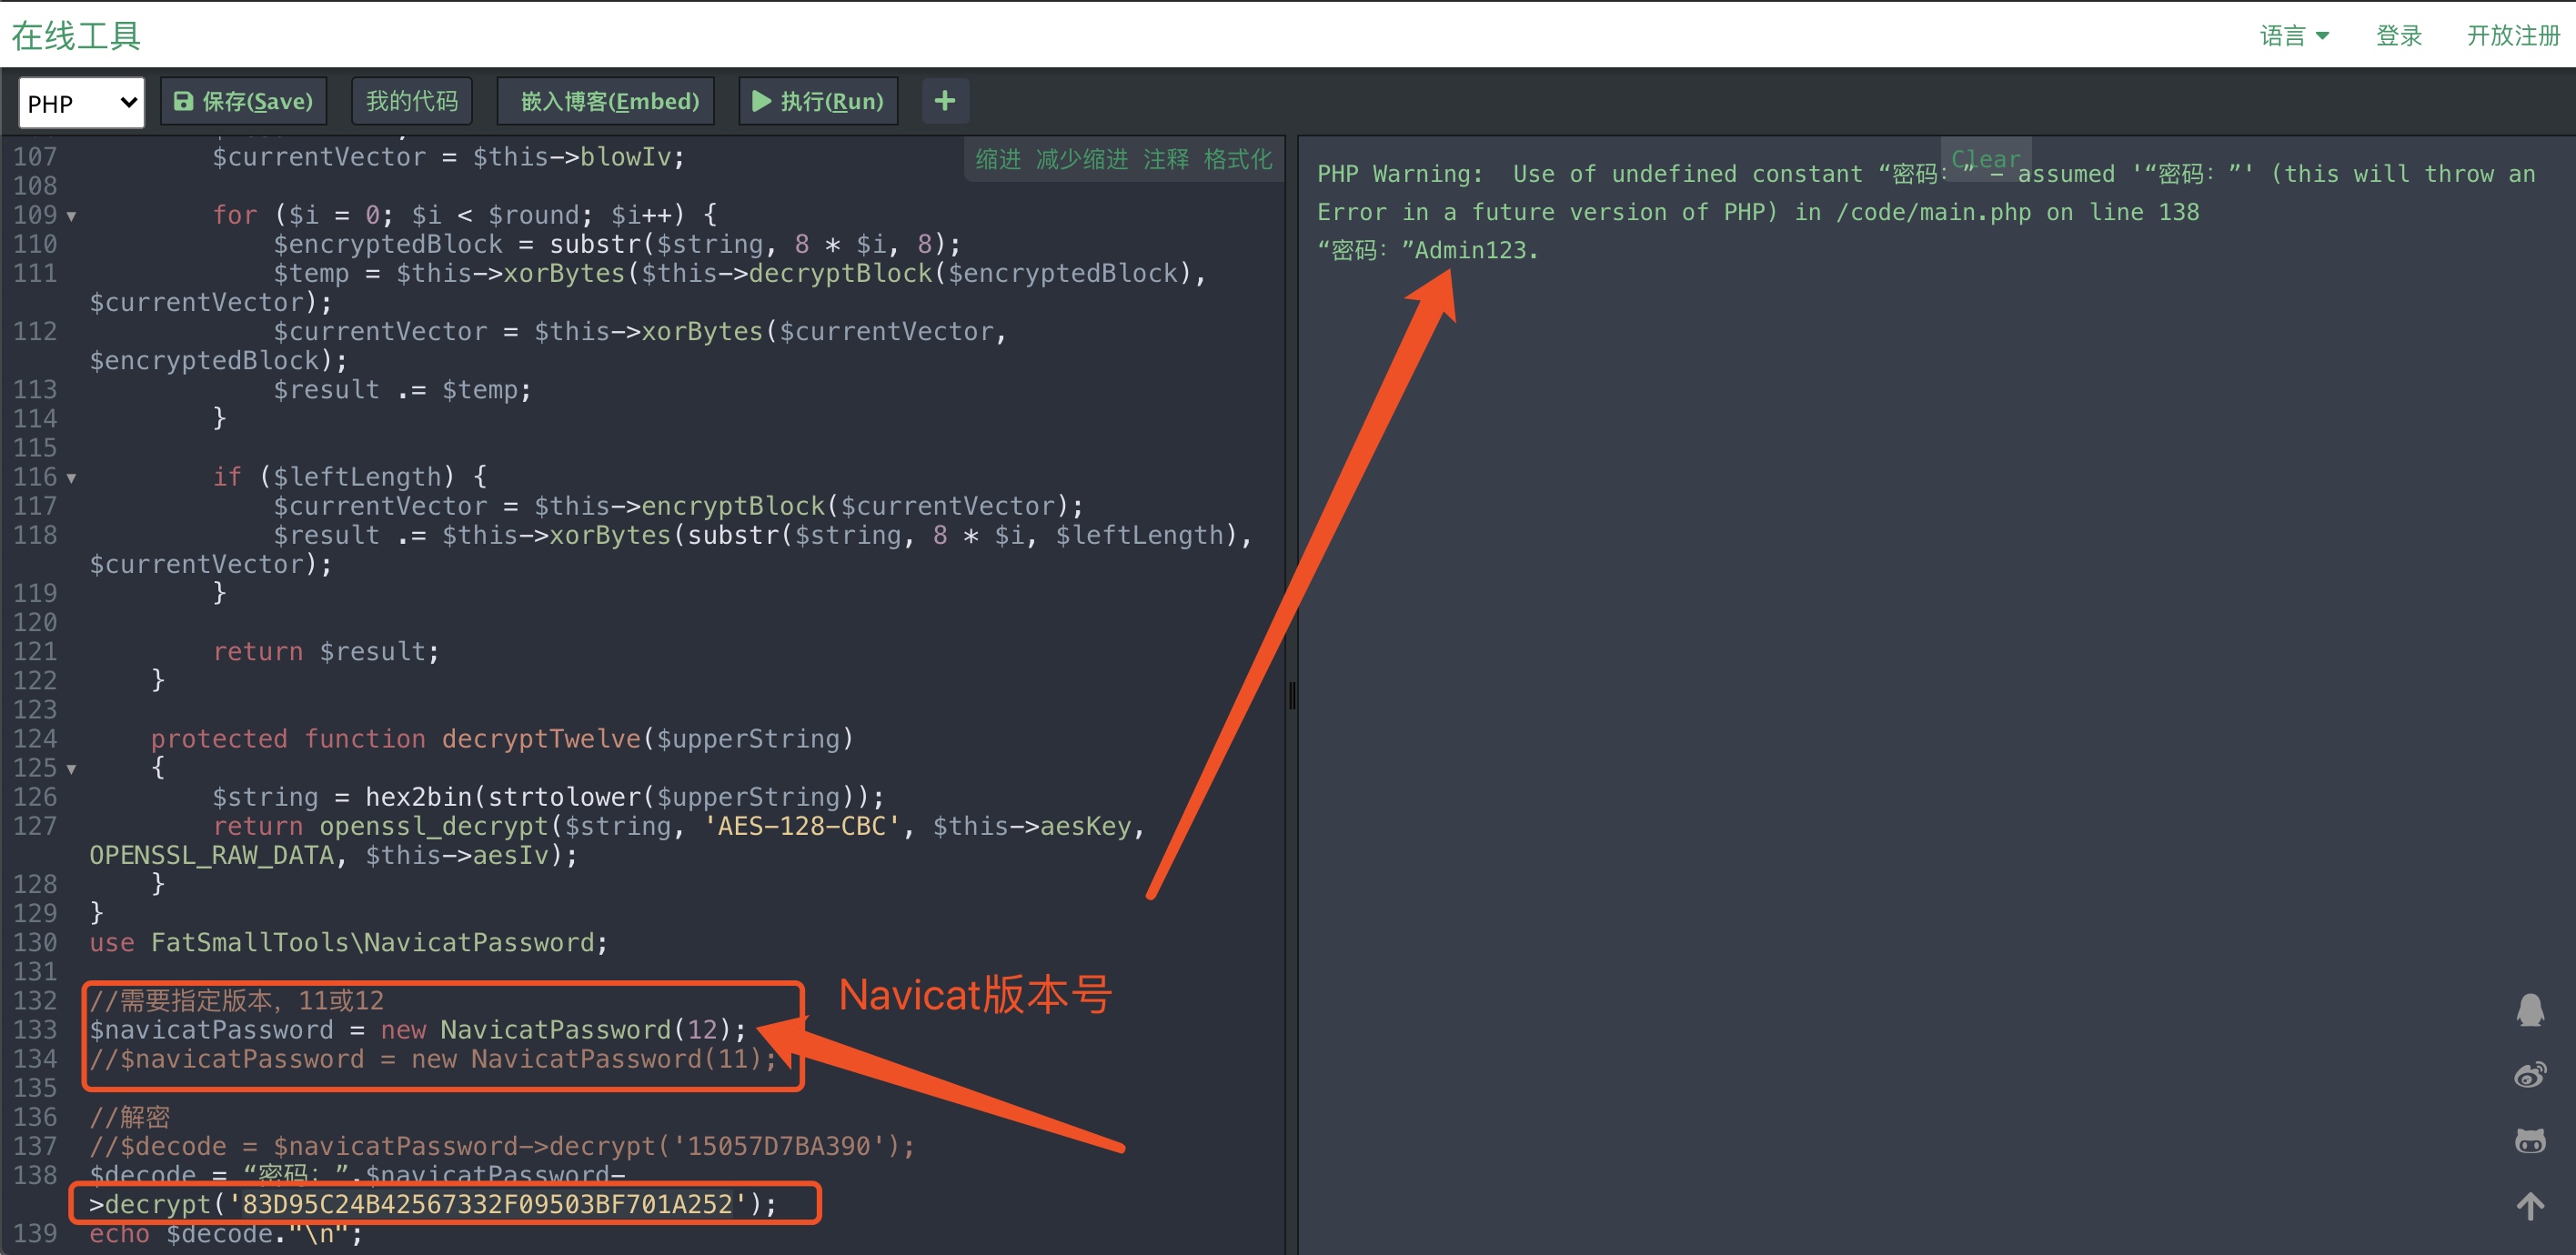 在线工具
语言 登录 开放注册
PHP 保存(Save) 我的代码 嵌入博客(Embed) 执行(Run) +
缩进 减少缩进 注释 格式化
107 $currentVector = $this->blowIv;
108
109 for ($i = 0; $i < $round; $i++) {
110 $encryptedBlock = substr($string, 8 * $i, 8);
111 $temp = $this->xorBytes($this->decryptBlock($encryptedBlock),
$currentVector);
112 $currentVector = $this->xorBytes($currentVector,
$encryptedBlock);
113 $result .= $temp;
114 }
115
116 if ($leftLength) {
117 $currentVector = $this->encryptBlock($currentVector);
118 $result .= $this->xorBytes(substr($string, 8 * $i, $leftLength),
$currentVector);
119 }
120
121 return $result;
122 }
123
124 protected function decryptTwelve($upperString)
125 {
126 $string = hex2bin(strtolower($upperString));
127 return openssl_decrypt($string, 'AES-128-CBC', $this->aesKey,
OPENSSL_RAW_DATA, $this->aesIv);
128 }
129 }
130 use FatSmallTools\NavicatPassword;
131
132 //需要指定版本，11或12
133 $navicatPassword = new NavicatPassword(12);
134 //$navicatPassword = new NavicatPassword(11);
135
136 //解密
137 //$decode = $navicatPassword->decrypt('15057D7BA390');
138 $decode = “密码：”.$navicatPassword-
>decrypt('83D95C24B42567332F09503BF701A252');
139 echo $decode."\n";
Navicat版本号
Clear
PHP Warning:  Use of undefined constant “密码：” - assumed '“密码：”' (this will throw an
Error in a future version of PHP) in /code/main.php on line 138
“密码：”Admin123.